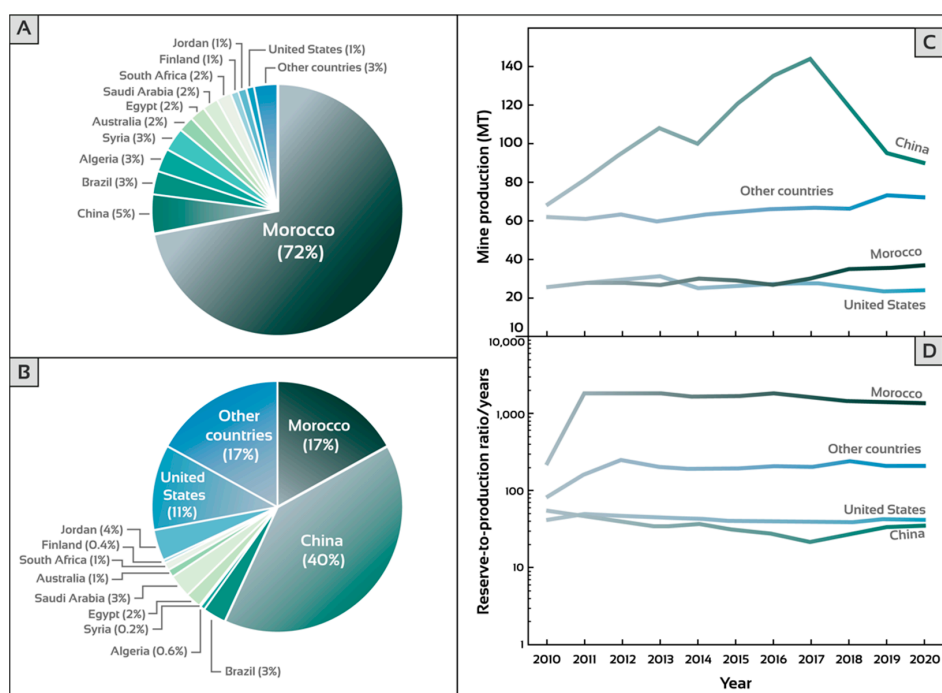 A
Jordan (1%)
Finland (1%)
South Africa (2%)
Saudi Arabia (2%)
Egypt (2%)
Australia (2%)
Syria (3%)
Algeria (3%)
Brazil (3%)
China (5%)
United States (1%)
Other countries (3%)
Morocco
(72%)
B
Other
countries
(17%)
Morocco
(17%)
United
States
(11%)
China
(40%)
Jordan (4%)
Finland (0.4%)
South Africa (1%)
Australia (1%)
Saudi Arabia (3%)
Egypt (2%)
Syria (0.2%)
Algeria (0.6%)
Brazil (3%)
C
Mine production (MT)
140
120
100
80
60
40
20
10
China
Other countries
Morocco
United States
D
Reserve-to-production ratio/years
10,000
1,000
100
10
1
Morocco
Other countries
United States
China
2010 2011 2012 2013 2014 2015 2016 2017 2018 2019 2020
Year